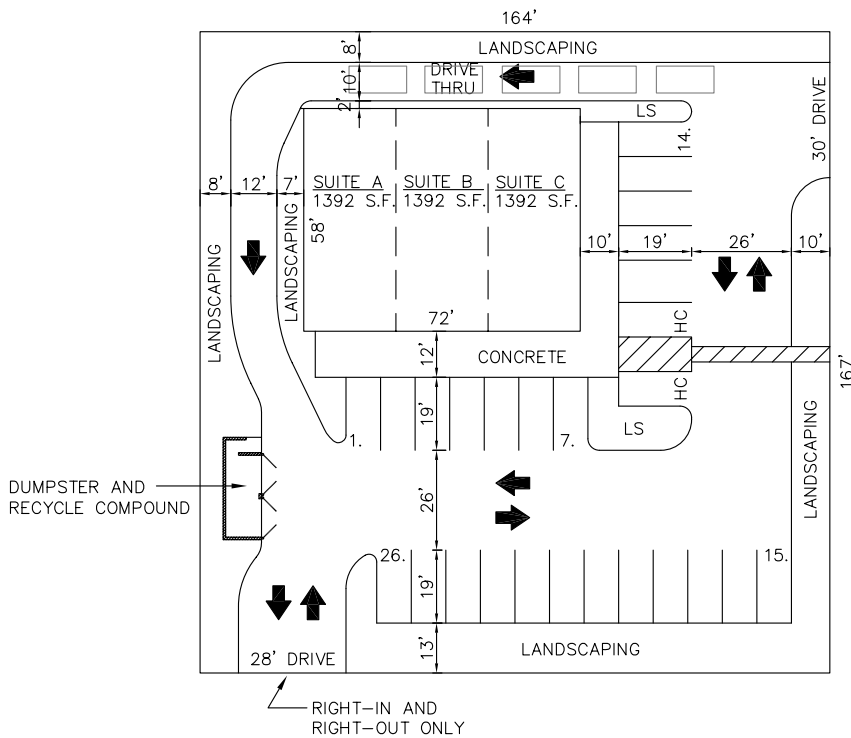 164'
8'
LANDSCAPING
10'
DRIVE
THRU
2'
LS
14.
30' DRIVE
8'
12'
7'
SUITE A
1392 S.F.
SUITE B
1392 S.F.
SUITE C
1392 S.F.
58'
LANDSCAPING
LANDSCAPING
10'
19'
26'
10'
72'
12'
CONCRETE
HC
HC
167'
19'
1.
7.
LS
LANDSCAPING
DUMPSTER AND
RECYCLE COMPOUND
26'
26.
15.
19'
13'
LANDSCAPING
28' DRIVE
RIGHT-IN AND
RIGHT-OUT ONLY